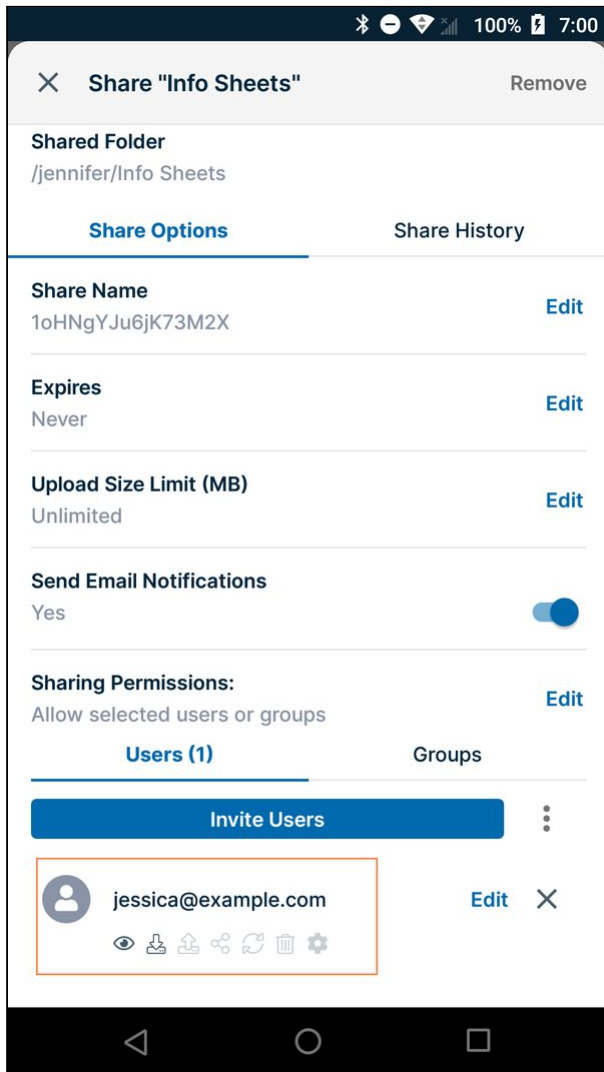 100% 7:00
Share "Info Sheets" Remove
Shared Folder
/jennifer/Info Sheets
Share Options Share History
Share Name
1oHNgYJu6jK73M2X Edit
Expires
Never Edit
Upload Size Limit (MB)
Unlimited Edit
Send Email Notifications
Yes
Sharing Permissions:
Allow selected users or groups Edit
Users (1) Groups
Invite Users
jessica@example.com Edit